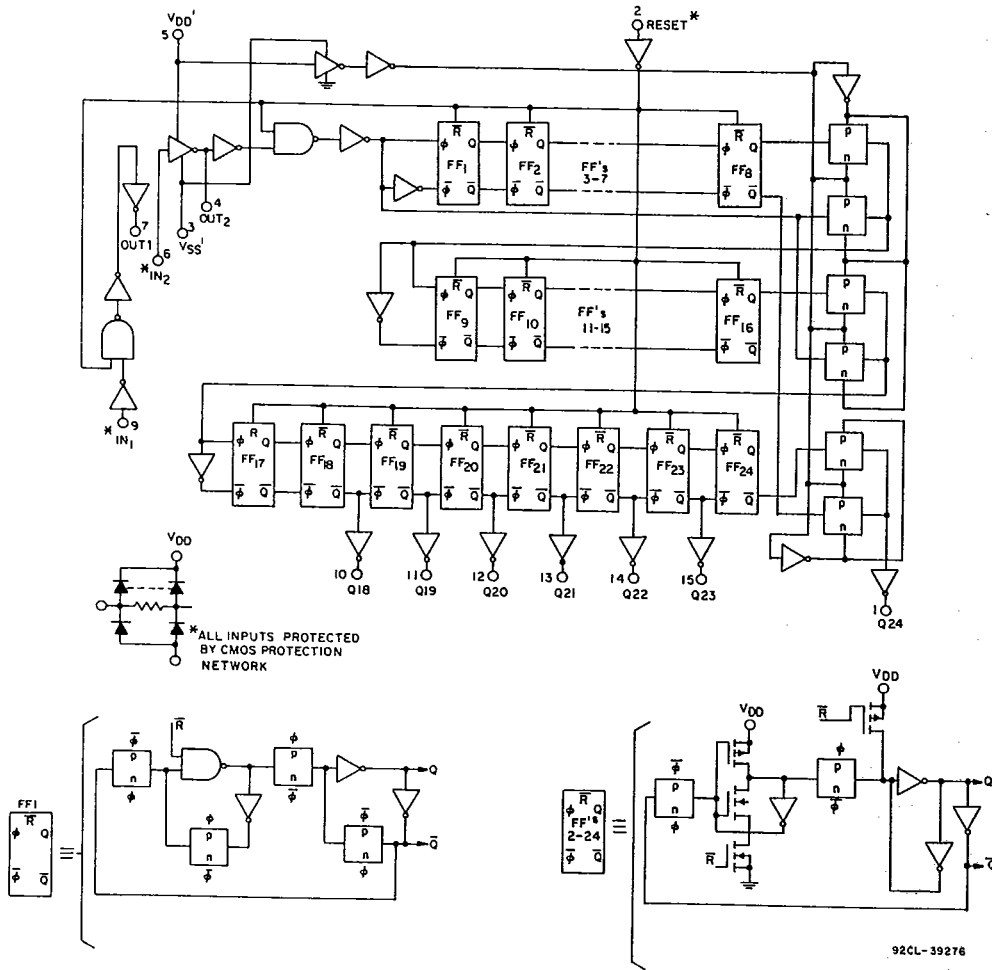 2
RESET*
VDD'
5
R̅ R̅ R̅
ϕ Q ϕ Q ϕ Q
FF1 FF2 FF's 3-7 FF8
ϕ̅ Q̅ ϕ̅ Q̅ ϕ̅ Q̅
p
n
p
n
4
OUT2
7
OUT1
3
VSS'
6
*IN2
R̅ R̅ R̅
ϕ Q ϕ Q ϕ Q
FF9 FF10 FF's 11-15 FF16
ϕ̅ Q̅ ϕ̅ Q̅ ϕ̅ Q̅
p
n
p
n
9
* IN1
R R̅ R̅ R̅ R̅ R̅ R̅ R̅
ϕ Q ϕ Q ϕ Q ϕ Q ϕ Q ϕ Q ϕ Q ϕ Q
FF17 FF18 FF19 FF20 FF21 FF22 FF23 FF24
ϕ̅ Q̅ ϕ̅ Q̅ ϕ̅ Q̅ ϕ̅ Q̅ ϕ̅ Q̅ ϕ̅ Q̅ ϕ̅ Q̅ ϕ̅ Q̅
p
n
p
n
10 11 12 13 14 15
Q18 Q19 Q20 Q21 Q22 Q23
1
Q24
VDD
*ALL INPUTS PROTECTED
BY CMOS PROTECTION
NETWORK
FF1
R̅
ϕ Q
ϕ̅ Q̅
≡
R̅
ϕ̅ p n ϕ
ϕ p n ϕ̅
ϕ p n ϕ̅
ϕ p n ϕ̅
Q
Q̅
R̅
ϕ Q
FF's
2-24
ϕ̅ Q̅
≡
VDD
VDD
R̅
ϕ̅ p n ϕ
ϕ p n ϕ̅
R̅
Q
Q̅
92CL-39276